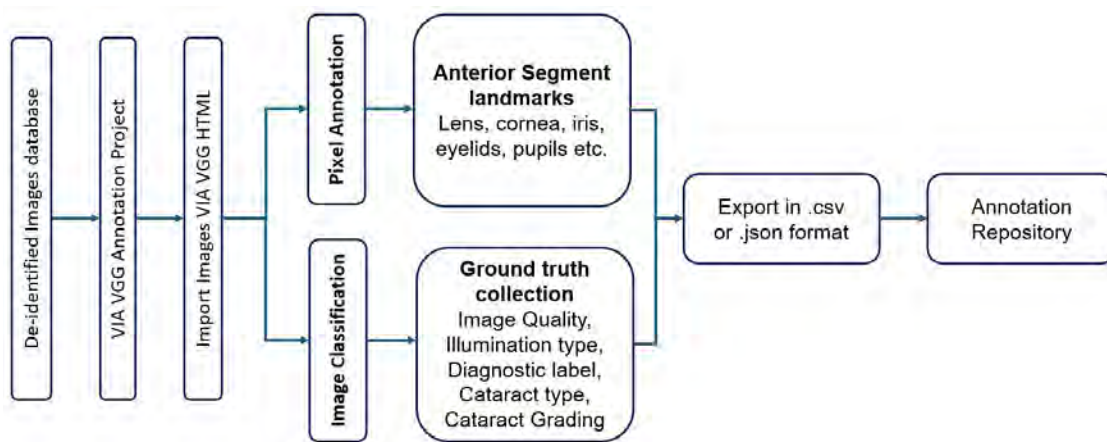 De-identified Images database
VIA VGG Annotation Project
Import Images VIA VGG HTML
Pixel Annotation
Anterior Segment
landmarks
Lens, cornea, iris,
eyelids, pupils etc.
Image Classification
Ground truth
collection
Image Quality,
Illumination type,
Diagnostic label,
Cataract type,
Cataract Grading
Export in .csv
or .json format
Annotation
Repository